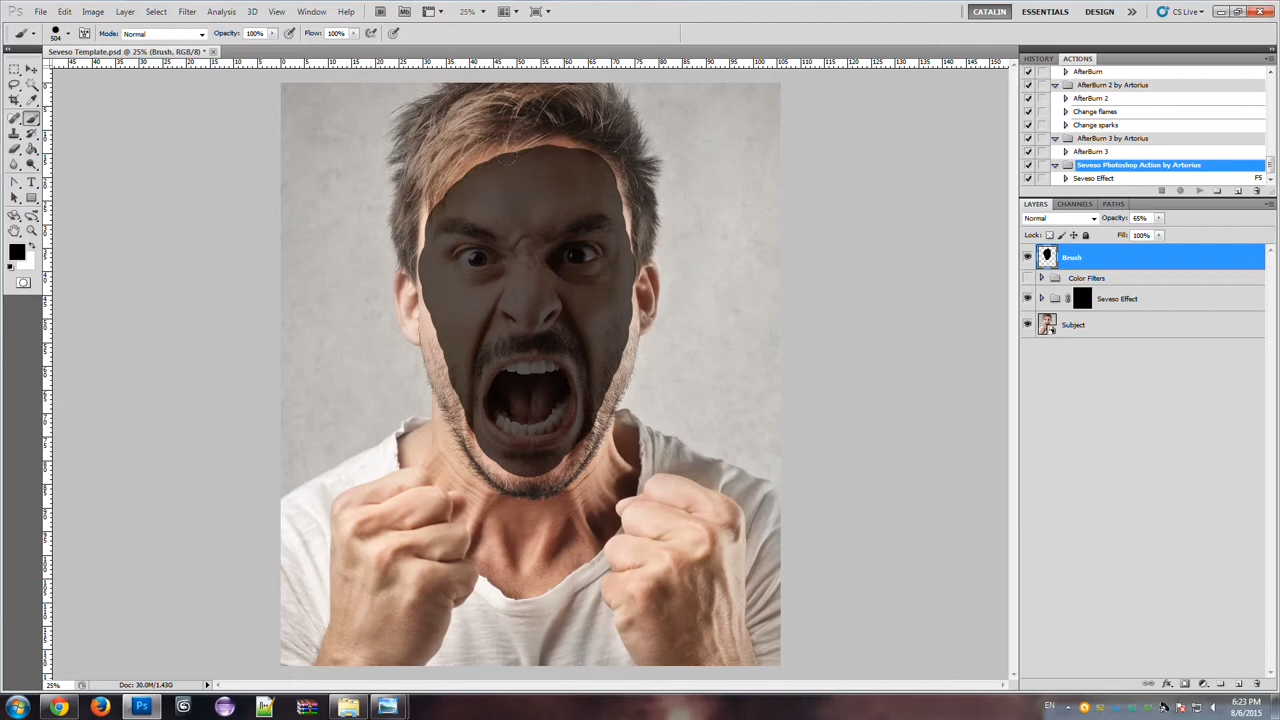 Ps File Edit Image Layer Select Filter Analysis 3D View Window Help Br Mb 25% CATALIN ESSENTIALS DESIGN CS Live
504 Mode: Normal Opacity: 100% Flow: 100%
Seveso Template.psd @ 25% (Brush, RGB/8) *
HISTORY ACTIONS
AfterBurn
AfterBurn 2 by Artorius
AfterBurn 2
Change flames
Change sparks
AfterBurn 3 by Artorius
AfterBurn 3
Seveso Photoshop Action by Artorius
Seveso Effect F5
LAYERS CHANNELS PATHS
Normal Opacity: 65%
Lock: Fill: 100%
Brush
Color Filters
Seveso Effect
Subject
25% Doc: 30.0M/1.43G
EN 6:23 PM
8/6/2015